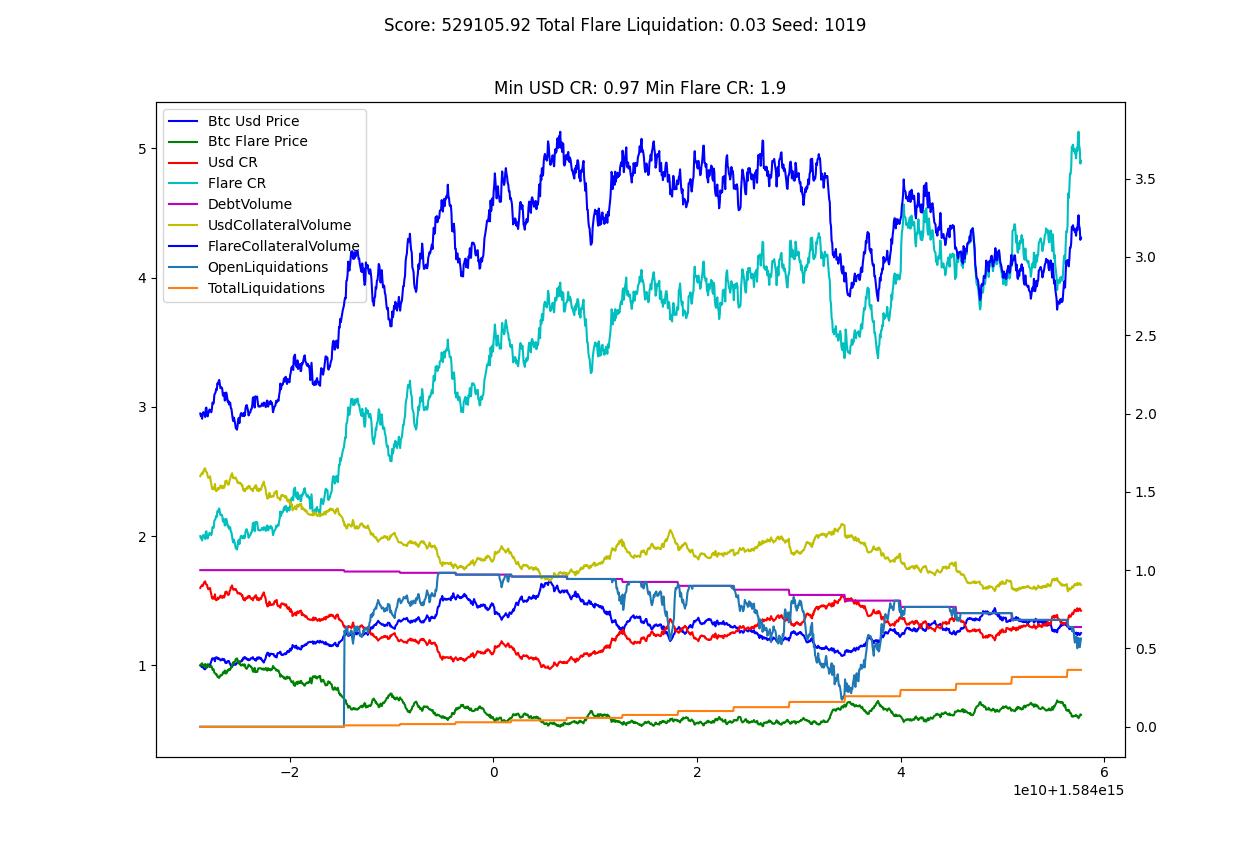 Score: 529105.92 Total Flare Liquidation: 0.03 Seed: 1019
Min USD CR: 0.97 Min Flare CR: 1.9
Btc Usd Price
Btc Flare Price
Usd CR
Flare CR
DebtVolume
UsdCollateralVolume
FlareCollateralVolume
OpenLiquidations
TotalLiquidations
5
4
3
2
1
3.5
3.0
2.5
2.0
1.5
1.0
0.5
0.0
−2 0 2 4 6
1e10+1.584e15